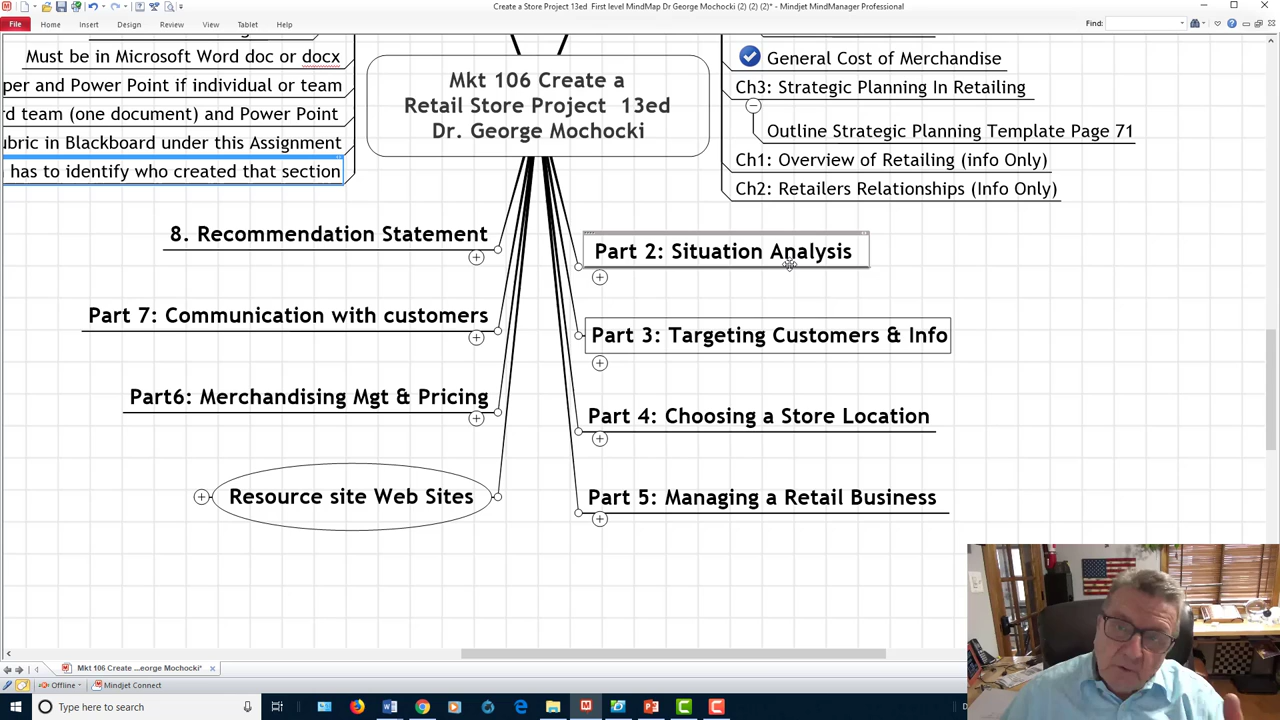 Create a Store Project 13ed First level MindMap Dr George Mochocki (2) (2) (2)* - Mindjet MindManager Professional
File Home Insert Design Review View Tablet Help
Find:
Must be in Microsoft Word doc or docx
per and Power Point if individual or team
rd team (one document) and Power Point
ubric in Blackboard under this Assignment
has to identify who created that section
Mkt 106 Create a
Retail Store Project 13ed
Dr. George Mochocki
General Cost of Merchandise
Ch3: Strategic Planning In Retailing
Outline Strategic Planning Template Page 71
Ch1: Overview of Retailing (info Only)
Ch2: Retailers Relationships (Info Only)
8. Recommendation Statement
Part 7: Communication with customers
Part6: Merchandising Mgt & Pricing
Resource site Web Sites
Part 2: Situation Analysis
Part 3: Targeting Customers & Info
Part 4: Choosing a Store Location
Part 5: Managing a Retail Business
Mkt 106 Create ...eorge Mochocki*
Offline
Mindjet Connect
Type here to search